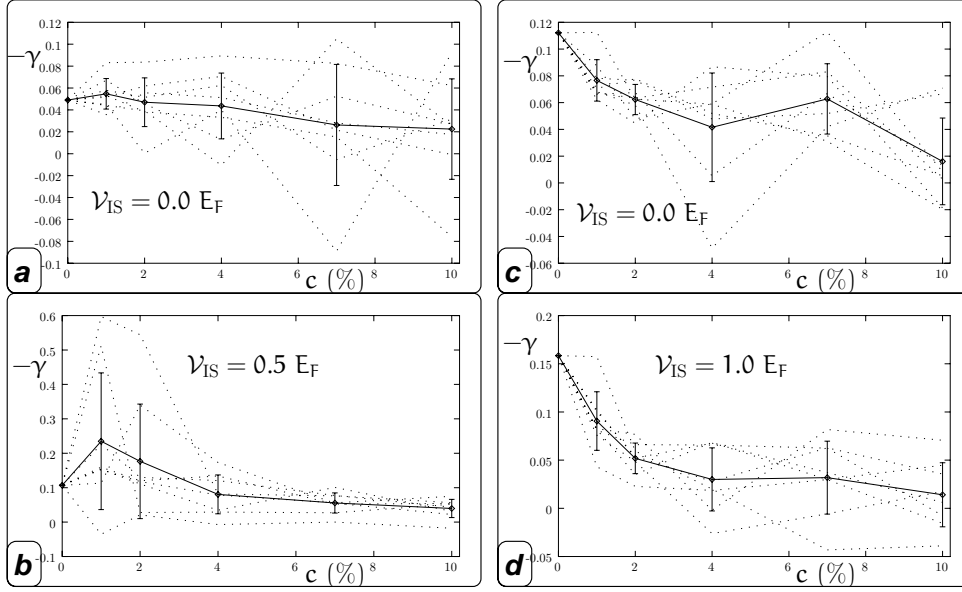 0.12
0.1
−γ
0.08
0.06
0.04
0.02
0
-0.02
-0.04
-0.06
-0.08
-0.1
𝒱IS = 0.0 EF
0 2 4 6 8 10
c (%)
a
0.6
0.5
−γ
0.4
0.3
0.2
0.1
0
-0.1
𝒱IS = 0.5 EF
0 2 4 6 8 10
c (%)
b
0.12
0.1
−γ
0.08
0.06
0.04
0.02
0
-0.02
-0.04
-0.06
𝒱IS = 0.0 EF
0 2 4 6 8 10
c (%)
c
0.2
−γ
0.15
0.1
0.05
0
-0.05
𝒱IS = 1.0 EF
0 2 4 6 8 10
c (%)
d